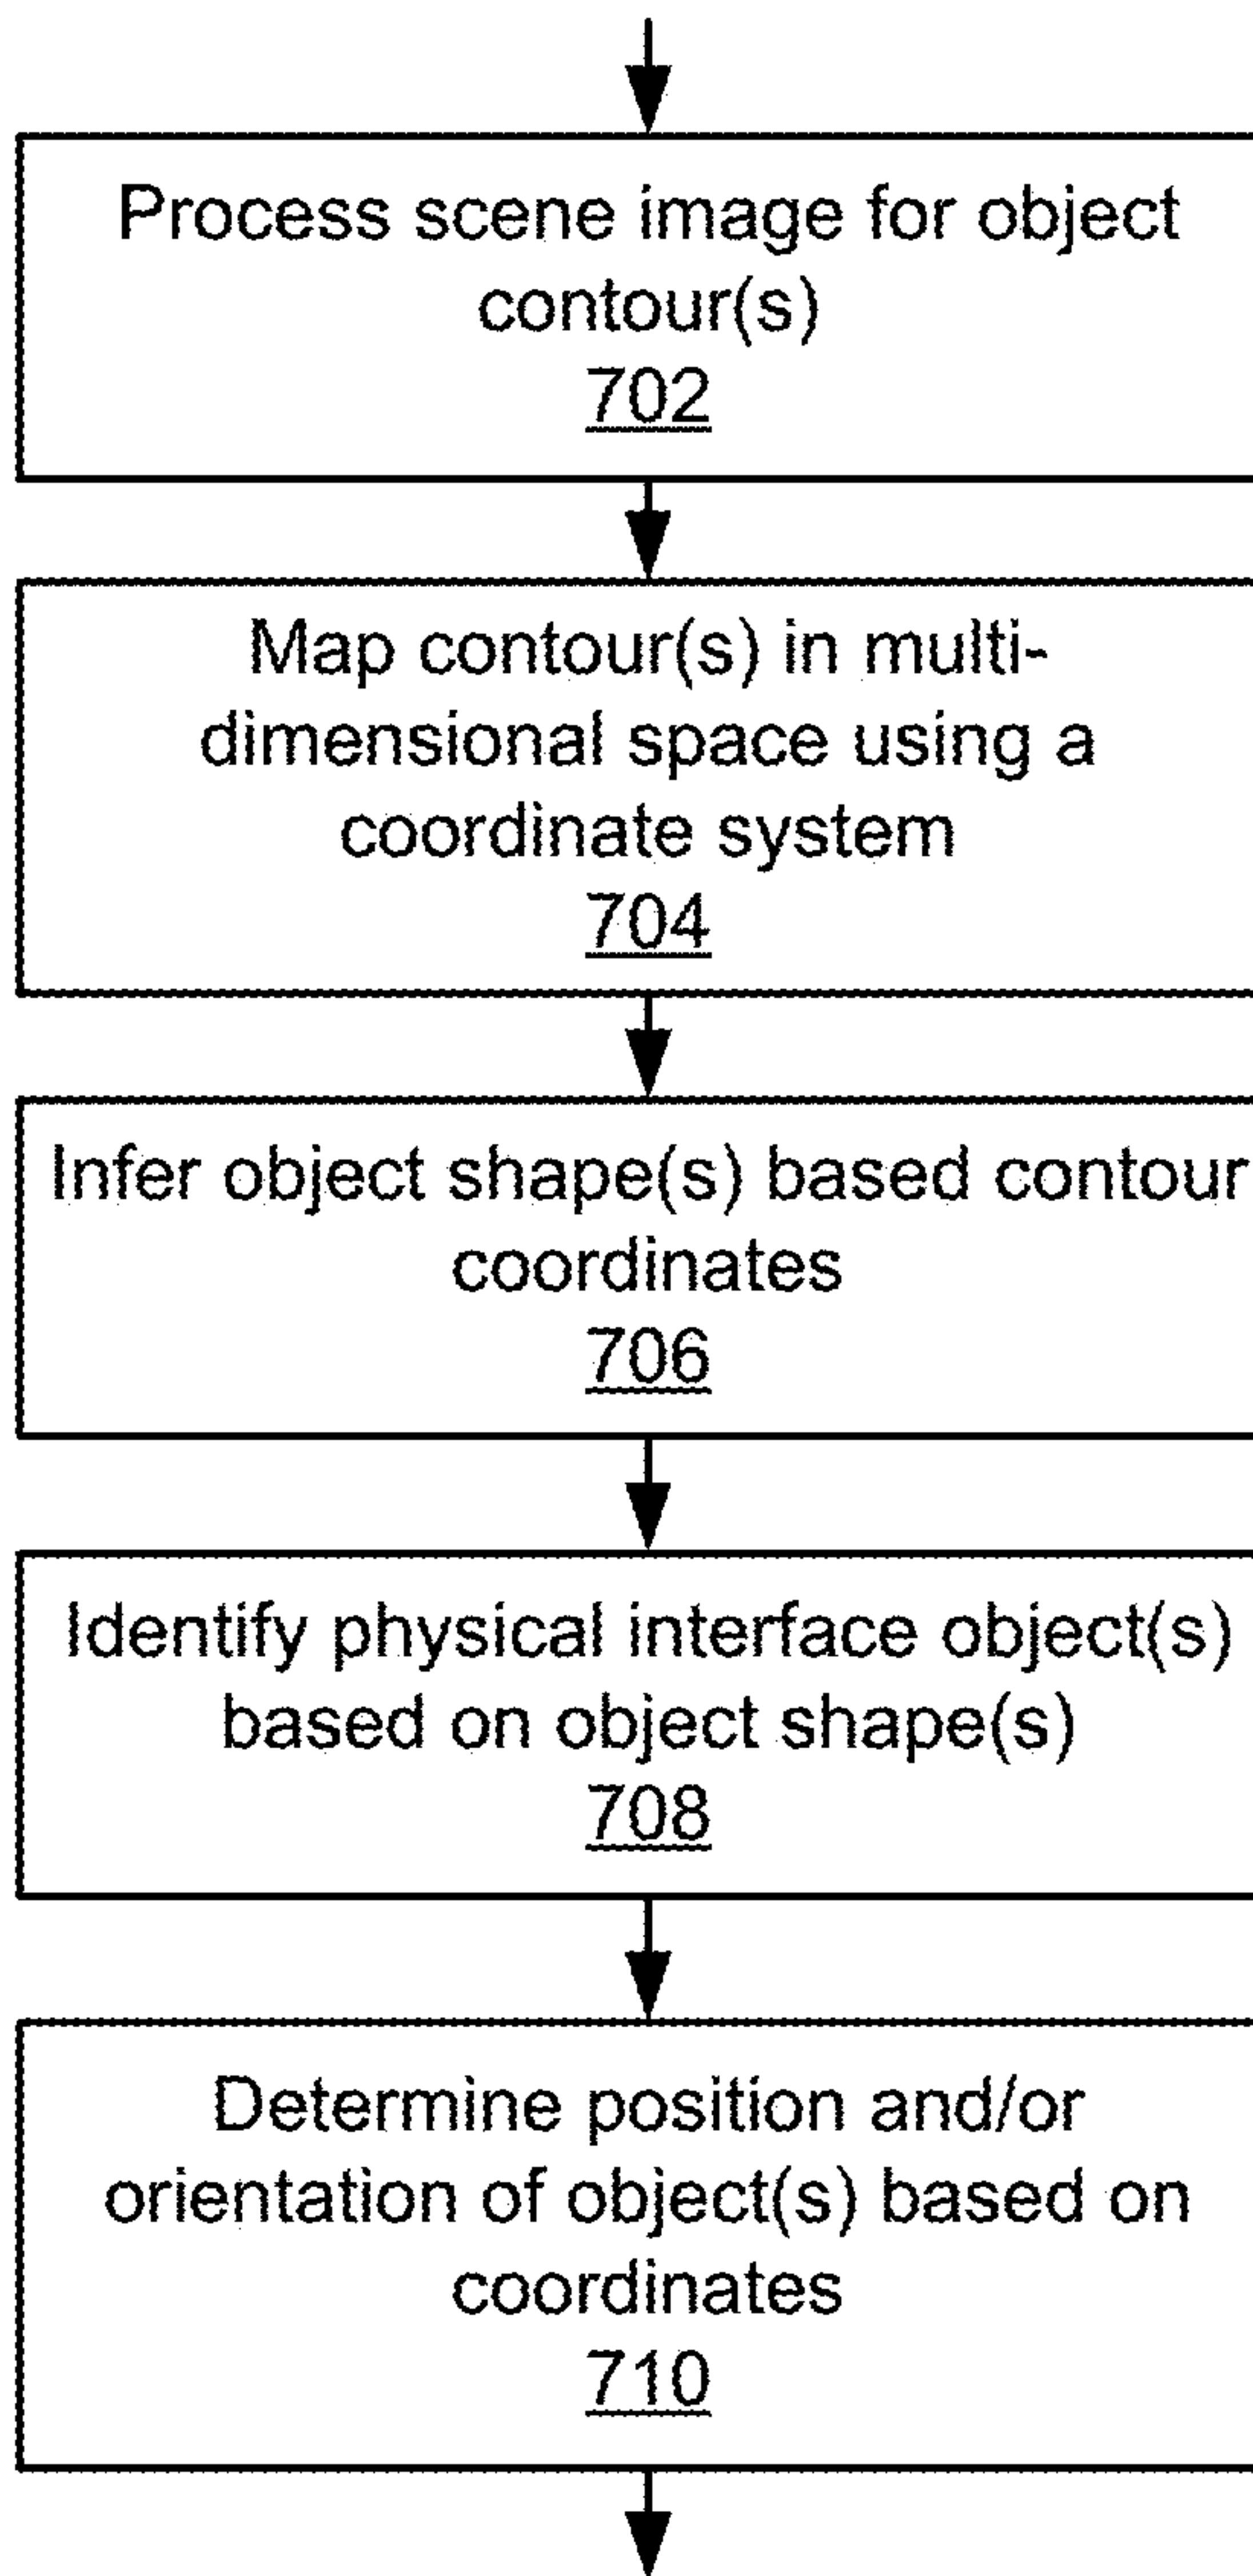 Process scene image for object
contour(s)
702
Map contour(s) in multi-
dimensional space using a
coordinate system
704
Infer object shape(s) based contour
coordinates
706
Identify physical interface object(s)
based on object shape(s)
708
Determine position and/or
orientation of object(s) based on
coordinates
710